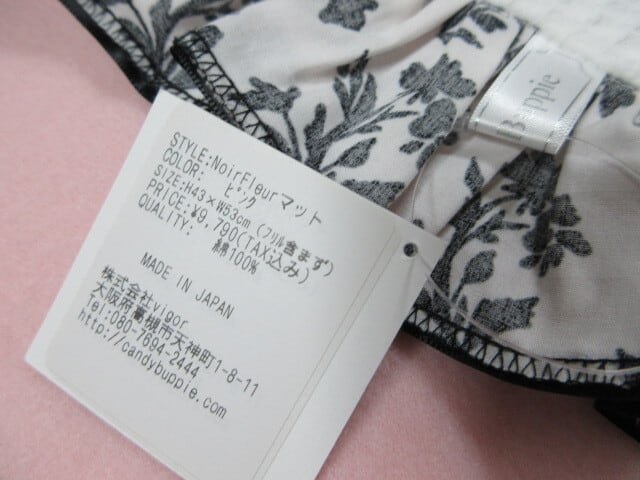 STYLE:NoirFleurマット
COLOR: ピンク
SIZE:H43×W53cm(フリル含まず)
PRICE:¥9,790(TAX込み)
QUALITY: 綿100%
MADE IN JAPAN
株式会社vigor
大阪府高槻市大神町1-8-11
Tel:080-7694-2444
http://candybuppie.com
Buppie